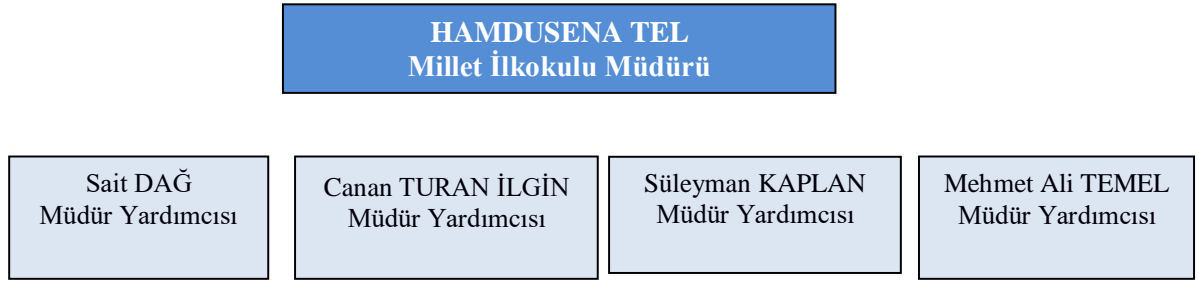 HAMDUSENA TEL
Millet İlkokulu Müdürü
Sait DAĞ
Müdür Yardımcısı
Canan TURAN İLGİN
Müdür Yardımcısı
Süleyman KAPLAN
Müdür Yardımcısı
Mehmet Ali TEMEL
Müdür Yardımcısı